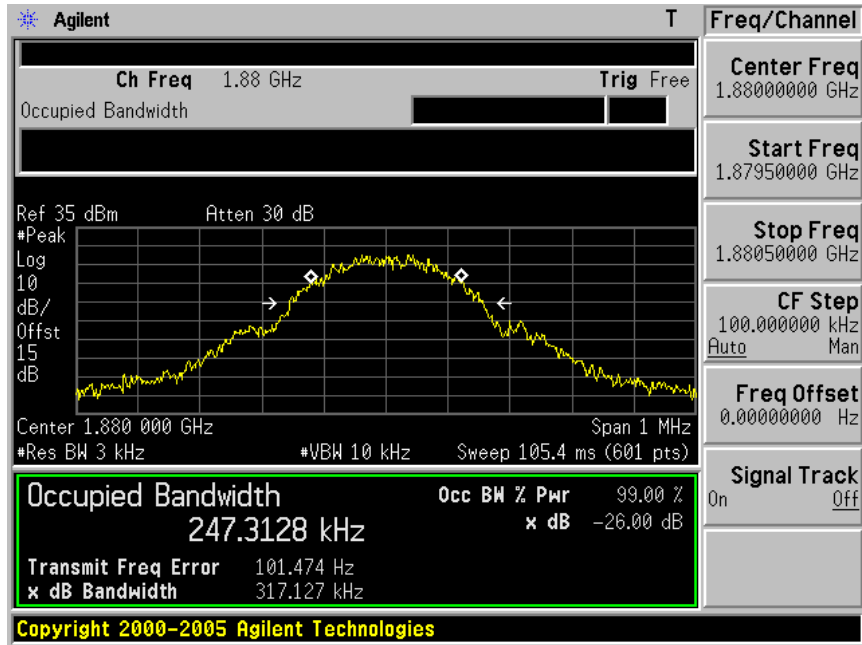 Agilent T
Ch Freq 1.88 GHz Trig Free
Occupied Bandwidth
Ref 35 dBm Atten 30 dB
#Peak
Log
10
dB/
Offst
15
dB
Center 1.880 000 GHz Span 1 MHz
#Res BW 3 kHz #VBW 10 kHz Sweep 105.4 ms (601 pts)
Occupied Bandwidth
247.3128 kHz
Occ BW % Pwr 99.00 %
x dB -26.00 dB
Transmit Freq Error 101.474 Hz
x dB Bandwidth 317.127 kHz
Copyright 2000-2005 Agilent Technologies
Freq/Channel
Center Freq
1.88000000 GHz
Start Freq
1.87950000 GHz
Stop Freq
1.88050000 GHz
CF Step
100.000000 kHz
Auto Man
Freq Offset
0.00000000 Hz
Signal Track
On Off